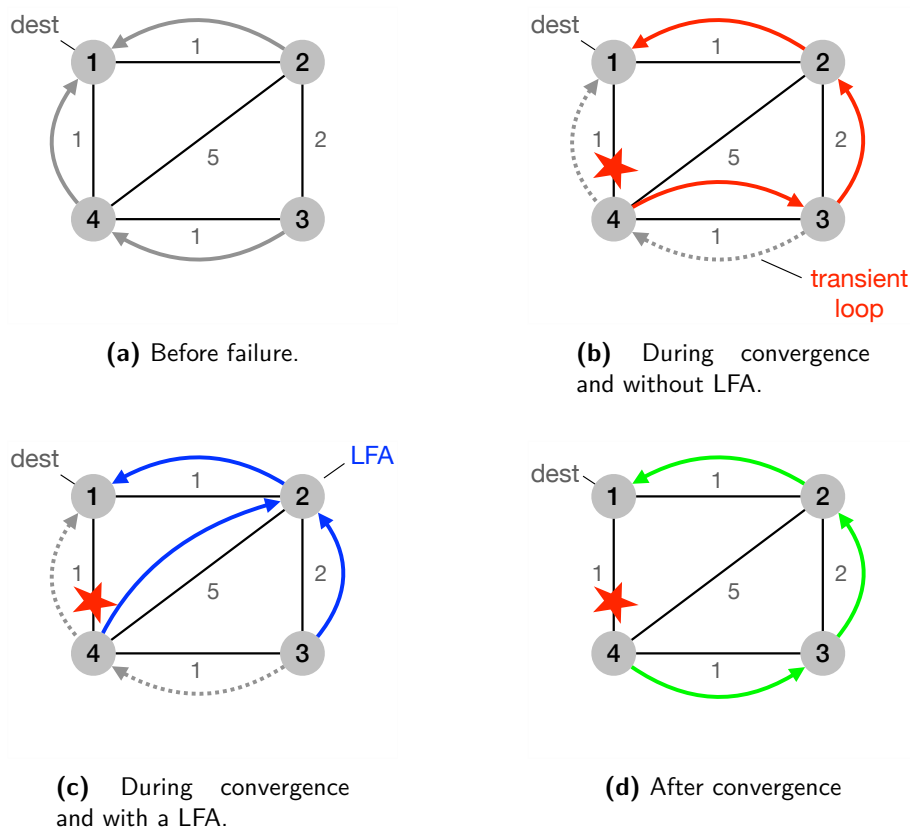 dest
1
1
2
1
5
2
4
1
3
(a) Before failure.
dest
1
1
2
1
5
2
4
1
3
transient
loop
(b) During convergence
and without LFA.
dest
LFA
1
1
2
1
5
2
4
1
3
(c) During convergence
and with a LFA.
dest
1
1
2
1
5
2
4
1
3
(d) After convergence